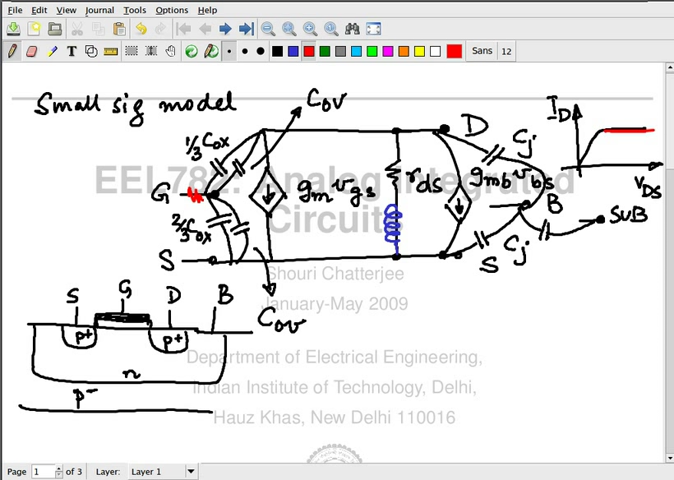 File Edit View Journal Tools Options Help
Sans 12
Small sig model
Cov
D
Cj
ID
1/3 Cox
EEL782: Analog Integrated
Circuits
G
gm vgs
rds
gmb vbs
B
SUB
VDS
2/3 Cox
S
S
Cj
Shouri Chatterjee
January-May 2009
Cov
S G D B
p+ p+
n
p-
Department of Electrical Engineering,
Indian Institute of Technology, Delhi,
Hauz Khas, New Delhi 110016
Page 1 of 3 Layer: Layer 1